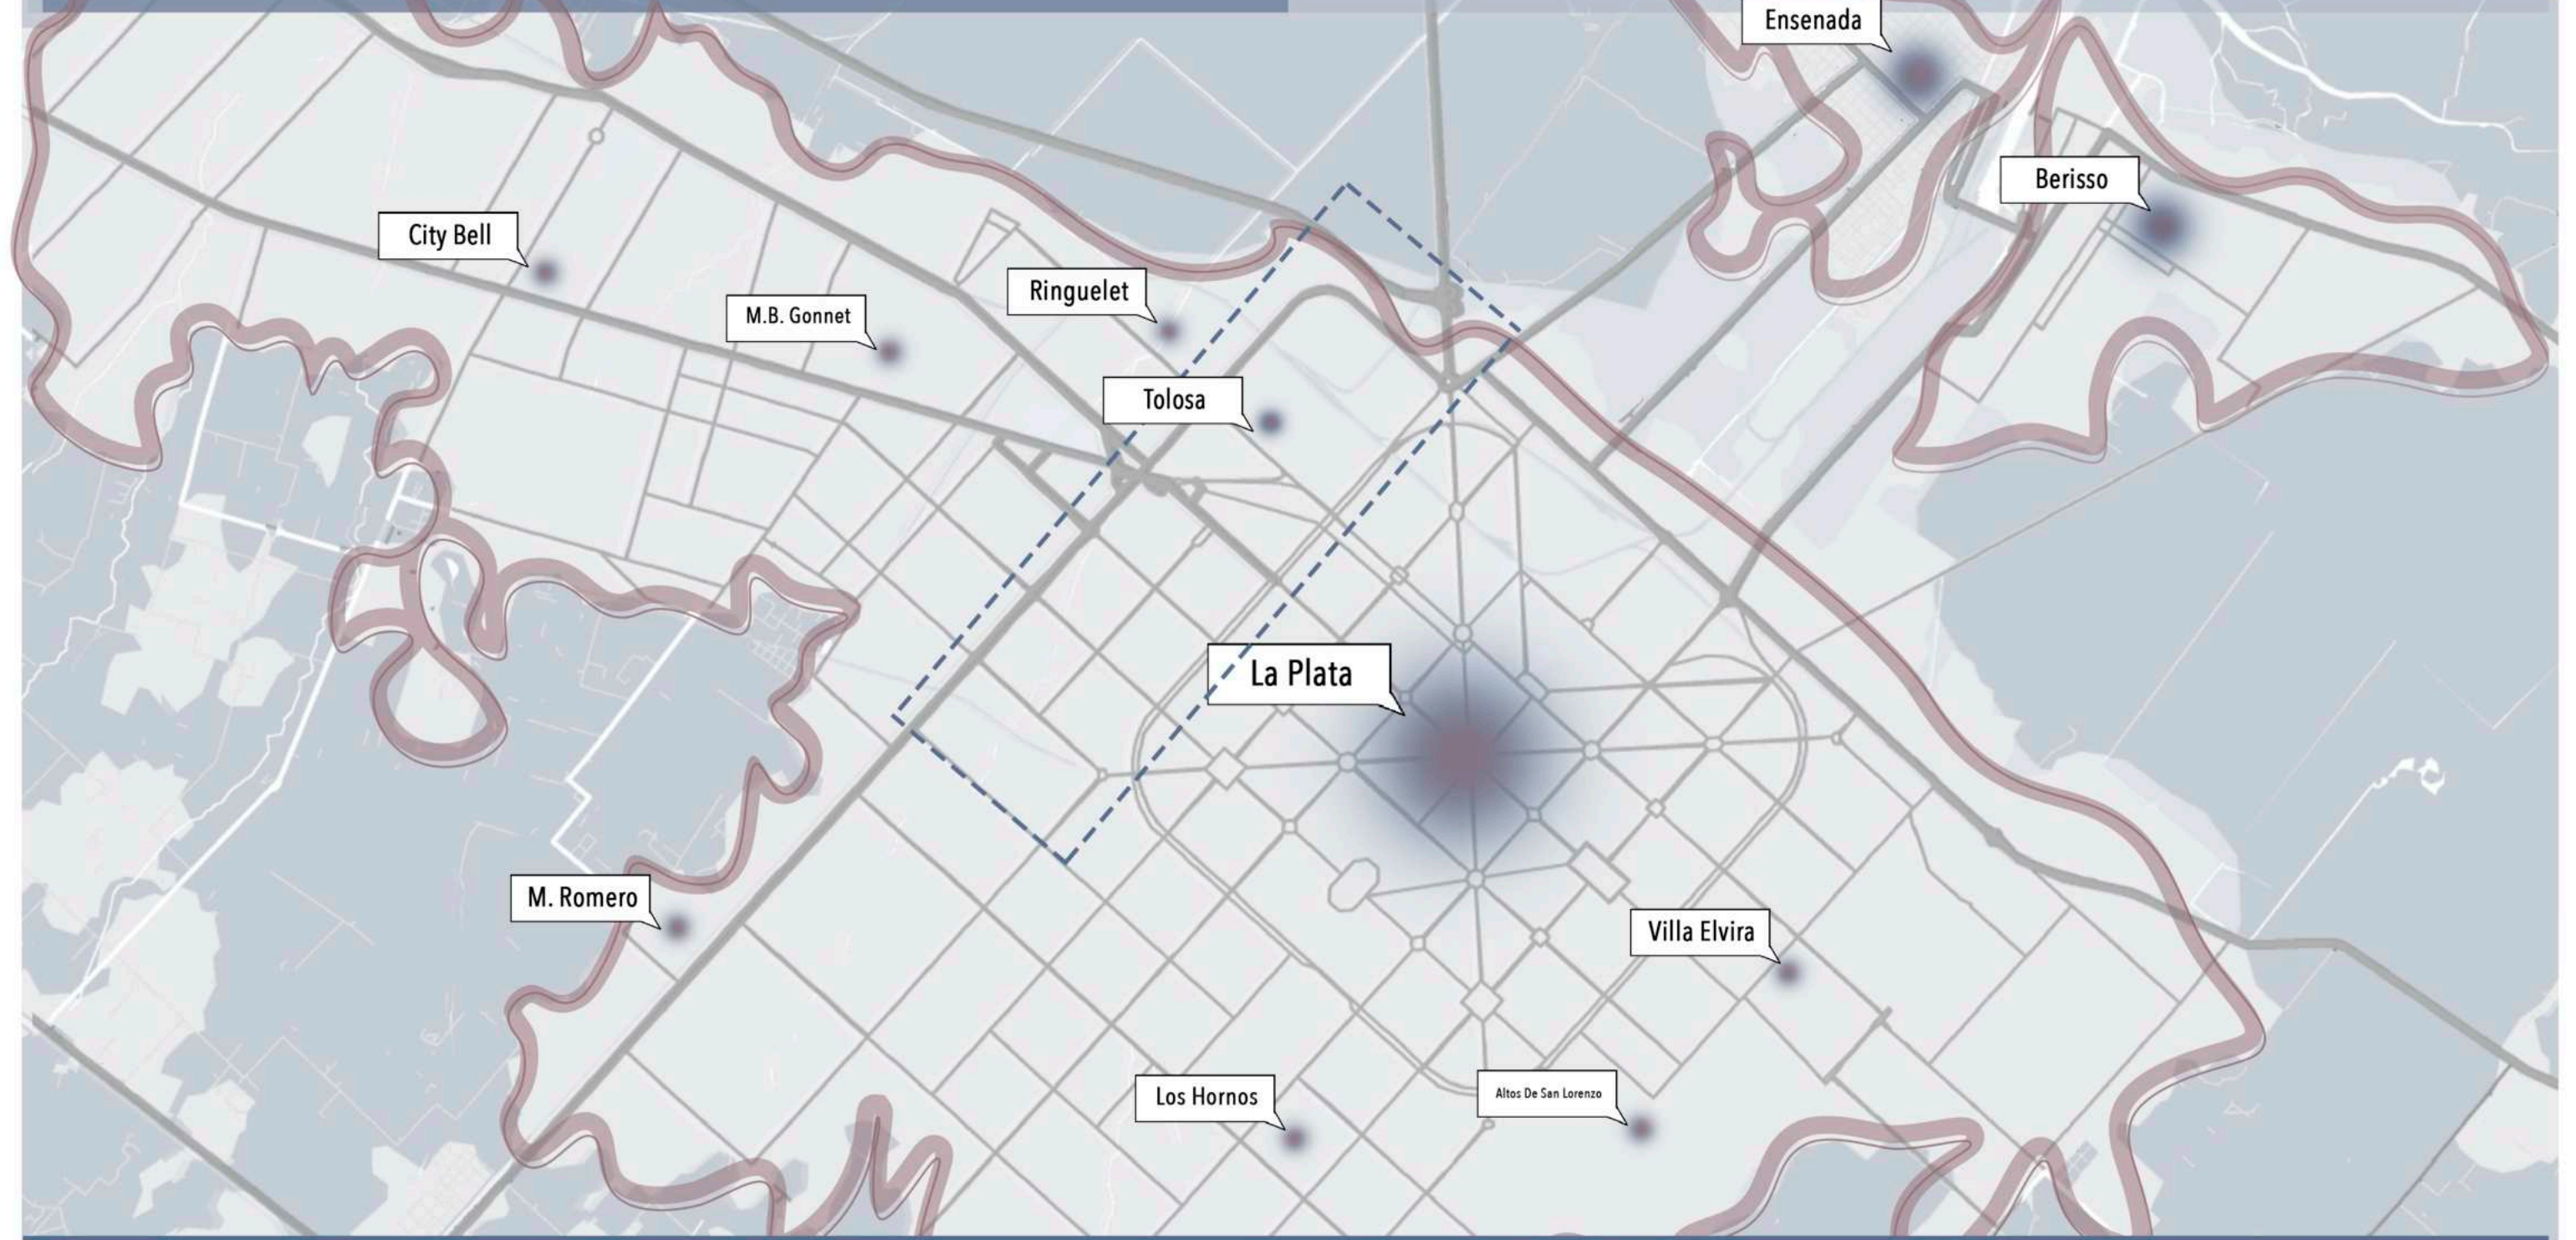 Ensenada
Berisso
City Bell
Ringuelet
M.B. Gonnet
Tolosa
La Plata
M. Romero
Villa Elvira
Los Hornos
Altos De San Lorenzo